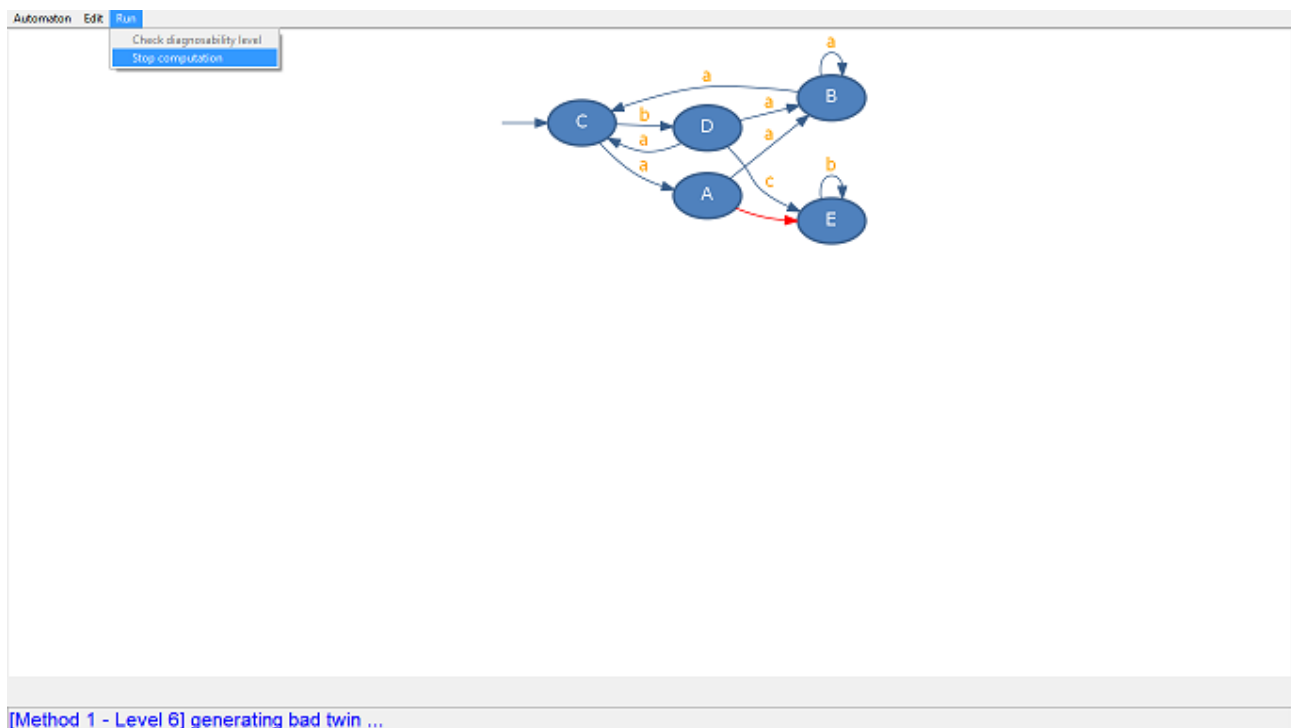 Automaton Edit Run
Check diagnosability level
Stop computation
a
a
B
C
b
D
a
a
a
a
A
c
b
E
[Method 1 - Level 6] generating bad twin ...